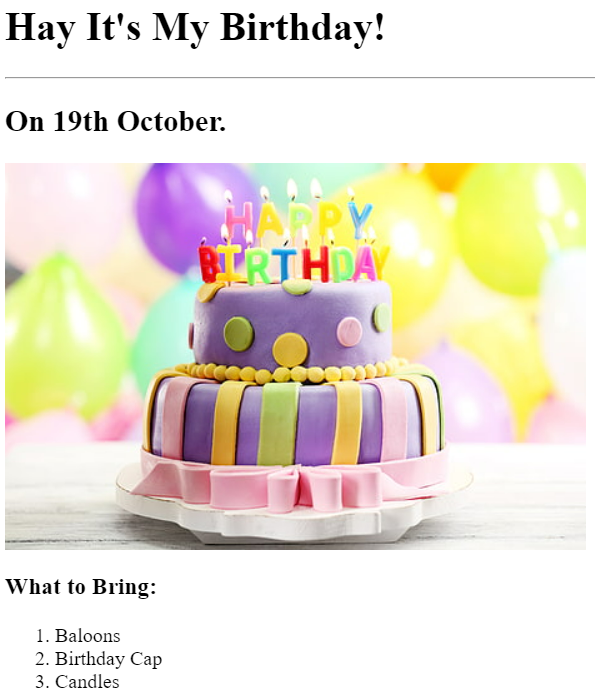 Hay It's My Birthday!
On 19th October.
HAPPY
BIRTHDAY
What to Bring:
1. Baloons
2. Birthday Cap
3. Candles